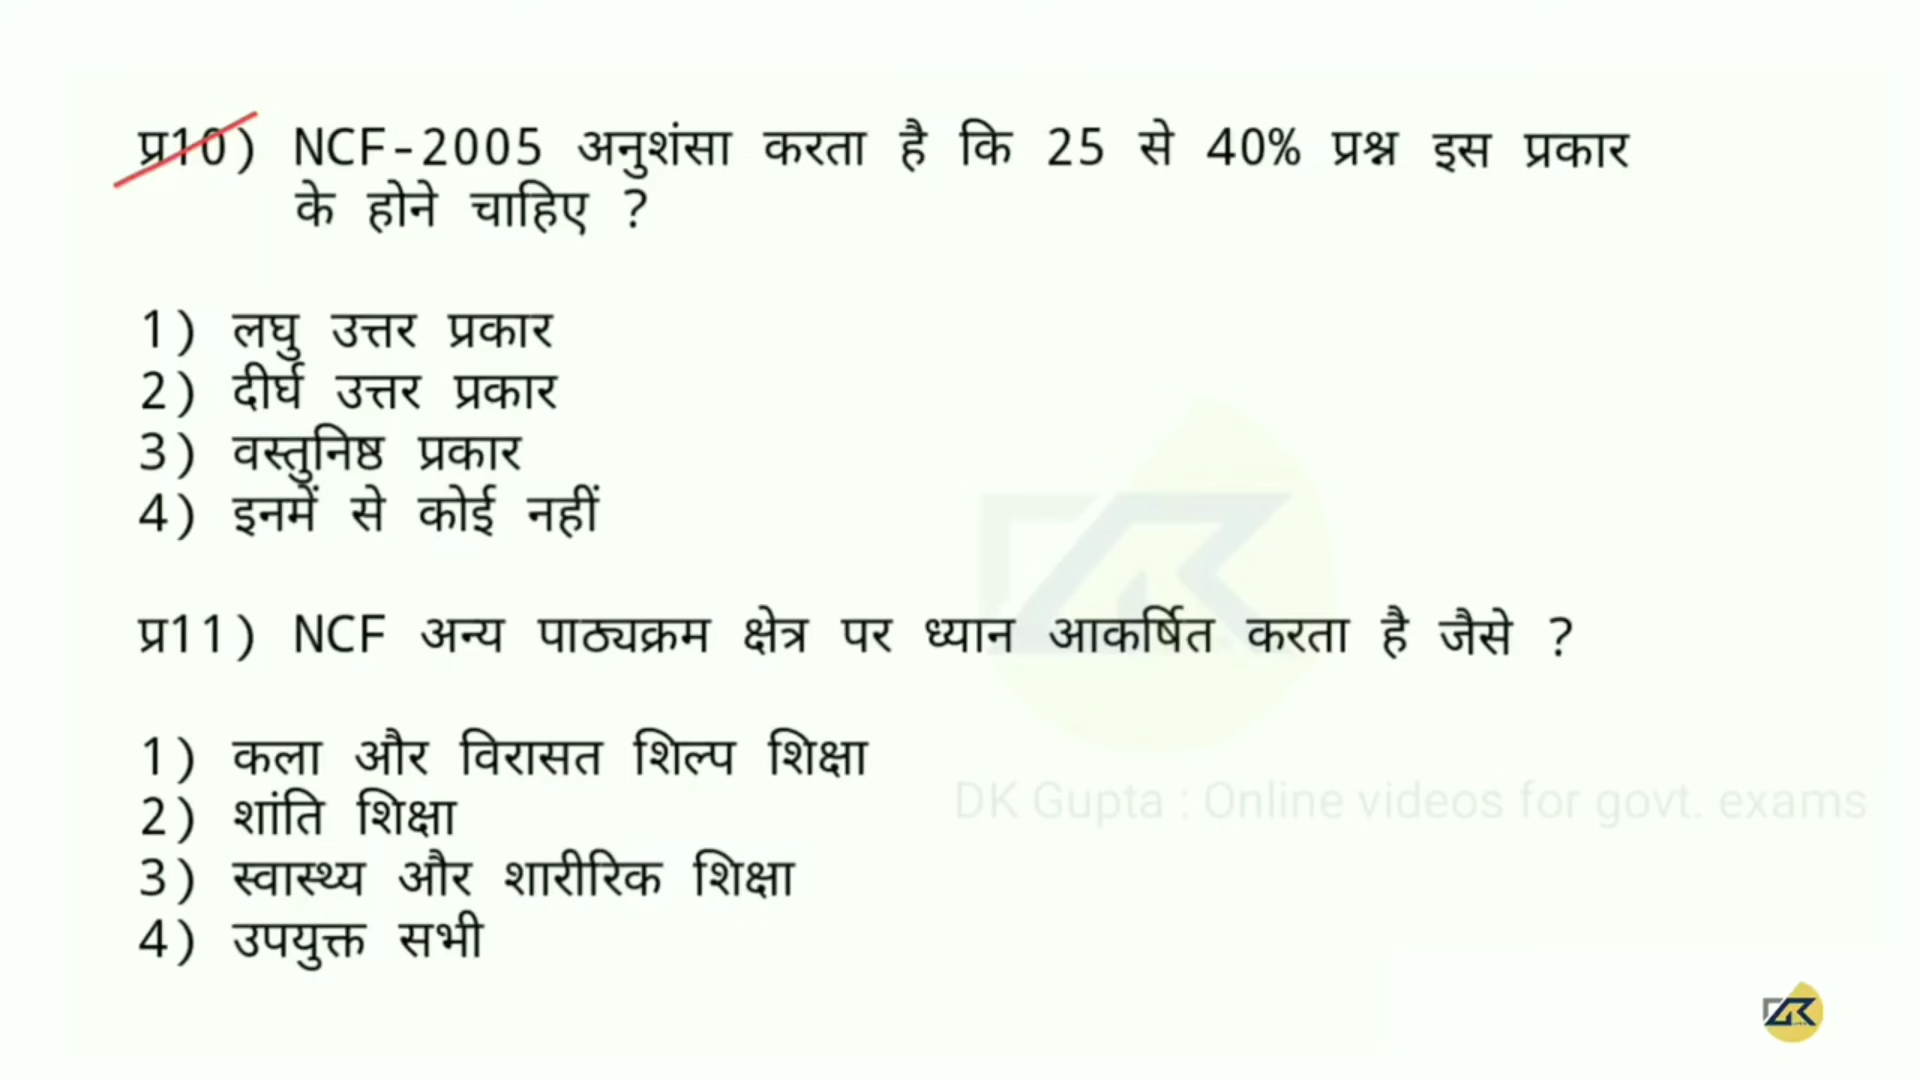 प्र10) NCF-2005 अनुशंसा करता है कि 25 से 40% प्रश्न इस प्रकार
के होने चाहिए ?
1) लघु उत्तर प्रकार
2) दीर्घ उत्तर प्रकार
3) वस्तुनिष्ठ प्रकार
4) इनमें से कोई नहीं
प्र11) NCF अन्य पाठ्यक्रम क्षेत्र पर ध्यान आकर्षित करता है जैसे ?
1) कला और विरासत शिल्प शिक्षा
DK Gupta : Online videos for govt. exams
2) शांति शिक्षा
3) स्वास्थ्य और शारीरिक शिक्षा
4) उपयुक्त सभी